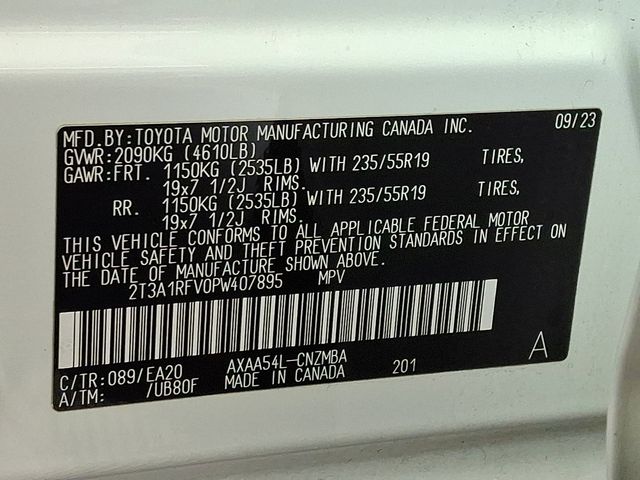 MFD.BY:TOYOTA MOTOR MANUFACTURING CANADA INC. 09/23
GVWR:2090KG (4610LB)
GAWR:FRT. 1150KG (2535LB) WITH 235/55R19 TIRES,
19x7 1/2J RIMS.
RR. 1150KG (2535LB) WITH 235/55R19 TIRES,
19x7 1/2J RIMS.
THIS VEHICLE CONFORMS TO ALL APPLICABLE FEDERAL MOTOR
VEHICLE SAFETY AND THEFT PREVENTION STANDARDS IN EFFECT ON
THE DATE OF MANUFACTURE SHOWN ABOVE.
2T3A1RFV0PW407895 MPV
A
C/TR:089/EA20 AXAA54L-CNZMBA 201
A/TM: /UB80F MADE IN CANADA